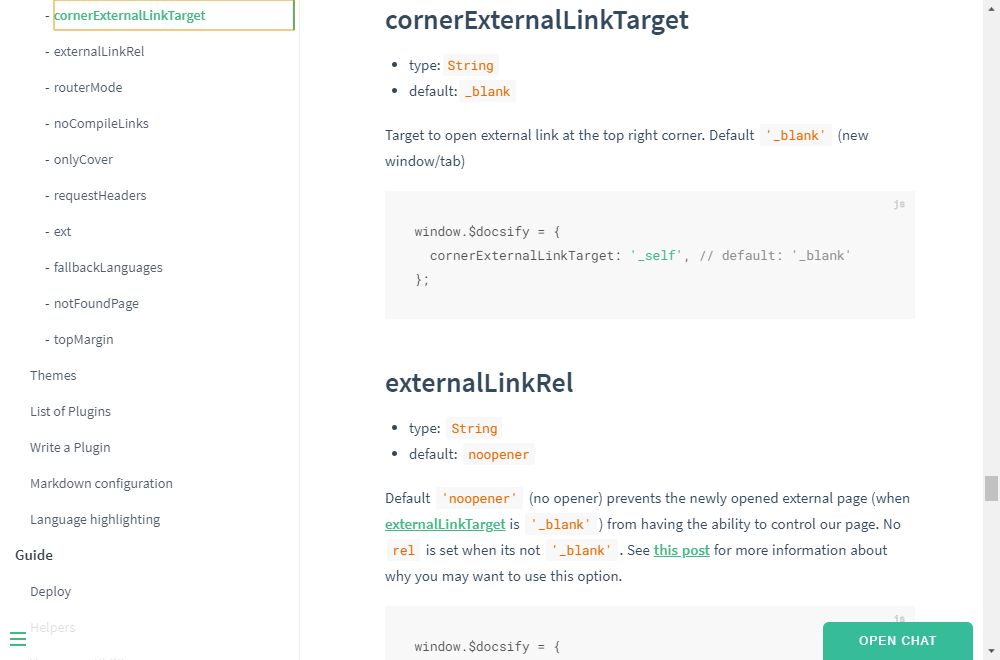 - cornerExternalLinkTarget
- externalLinkRel
- routerMode
- noCompileLinks
- onlyCover
- requestHeaders
- ext
- fallbackLanguages
- notFoundPage
- topMargin
Themes
List of Plugins
Write a Plugin
Markdown configuration
Language highlighting
Guide
Deploy
Helpers
cornerExternalLinkTarget
• type: String
• default: _blank
Target to open external link at the top right corner. Default '_blank' (new
window/tab)
js
window.$docsify = {
  cornerExternalLinkTarget: '_self', // default: '_blank'
};
externalLinkRel
• type: String
• default: noopener
Default 'noopener' (no opener) prevents the newly opened external page (when
externalLinkTarget is '_blank' ) from having the ability to control our page. No
rel is set when its not '_blank' . See this post for more information about
why you may want to use this option.
js
window.$docsify = {
OPEN CHAT